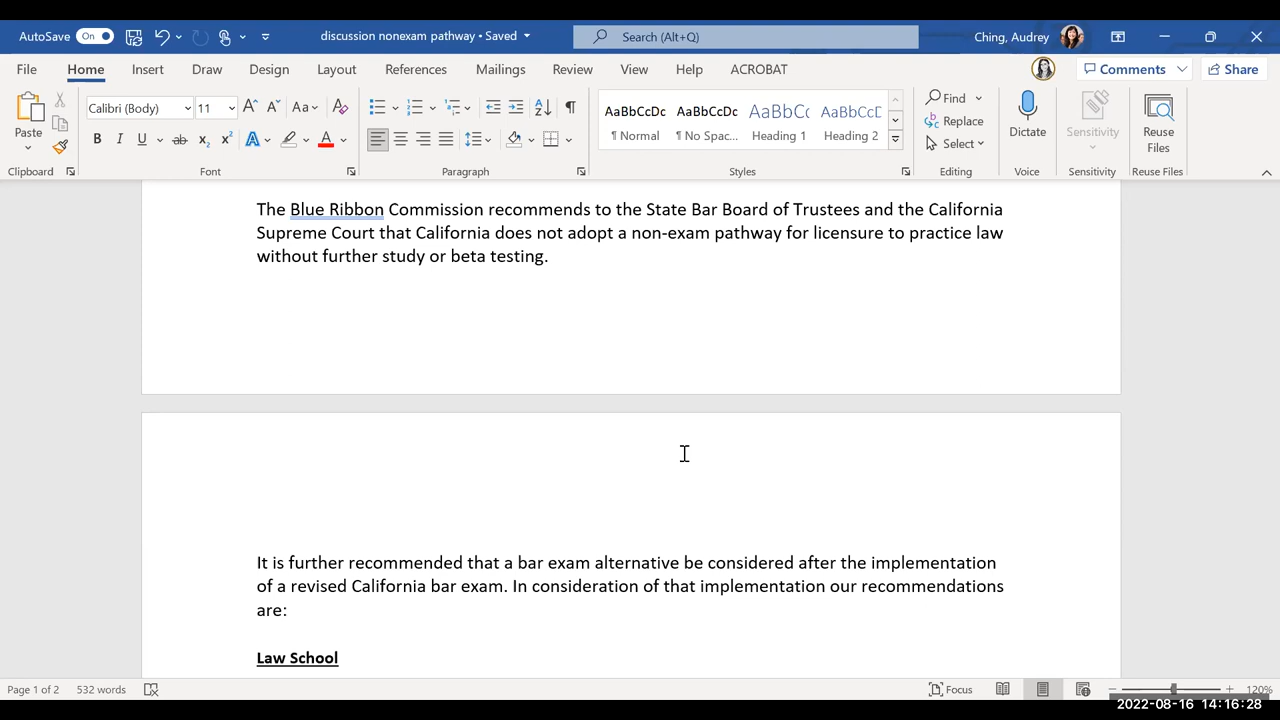 AutoSave On discussion nonexam pathway • Saved Search (Alt+Q) Ching, Audrey
File Home Insert Draw Design Layout References Mailings Review View Help ACROBAT Comments Share
Paste
Calibri (Body) 11 Aa
AaBbCcDc AaBbCcDc AaBbCc AaBbCcD
¶ Normal ¶ No Spac... Heading 1 Heading 2
Find
Replace
Select
Dictate
Sensitivity
Reuse
Files
Clipboard Font Paragraph Styles Editing Voice Sensitivity Reuse Files
The Blue Ribbon Commission recommends to the State Bar Board of Trustees and the California
Supreme Court that California does not adopt a non-exam pathway for licensure to practice law
without further study or beta testing.
It is further recommended that a bar exam alternative be considered after the implementation
of a revised California bar exam. In consideration of that implementation our recommendations
are:
Law School
Page 1 of 2 532 words Focus 120%
2022-08-16 14:16:28